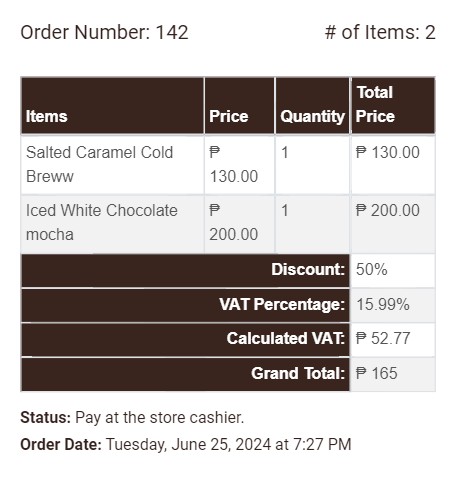 Order Number: 142 # of Items: 2
Items Price Quantity Total Price
Salted Caramel Cold Breww ₱ 130.00 1 ₱ 130.00
Iced White Chocolate mocha ₱ 200.00 1 ₱ 200.00
Discount: 50%
VAT Percentage: 15.99%
Calculated VAT: ₱ 52.77
Grand Total: ₱ 165
Status: Pay at the store cashier.
Order Date: Tuesday, June 25, 2024 at 7:27 PM